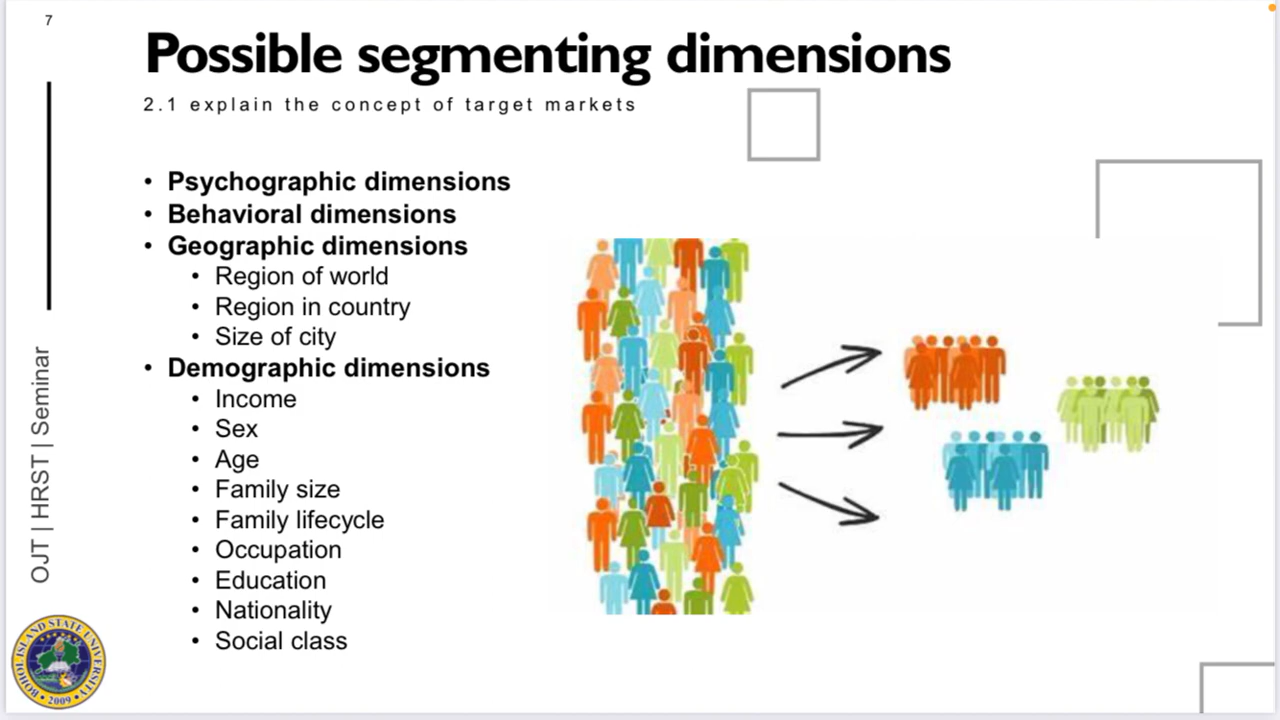 7
Possible segmenting dimensions
2.1 explain the concept of target markets
• Psychographic dimensions
• Behavioral dimensions
• Geographic dimensions
• Region of world
• Region in country
• Size of city
• Demographic dimensions
• Income
• Sex
• Age
• Family size
• Family lifecycle
• Occupation
• Education
• Nationality
• Social class
OJT | HRST | Seminar
BOHOL ISLAND STATE UNIVERSITY
2009